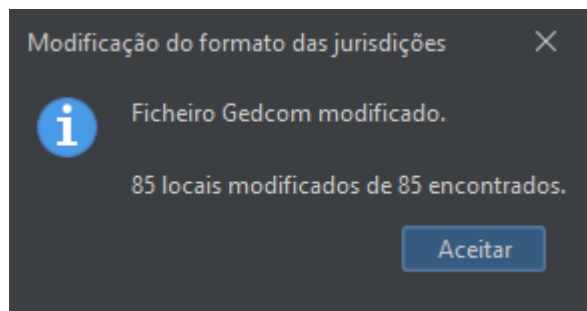 Modificação do formato das jurisdições
Ficheiro Gedcom modificado.
85 locais modificados de 85 encontrados.
Aceitar